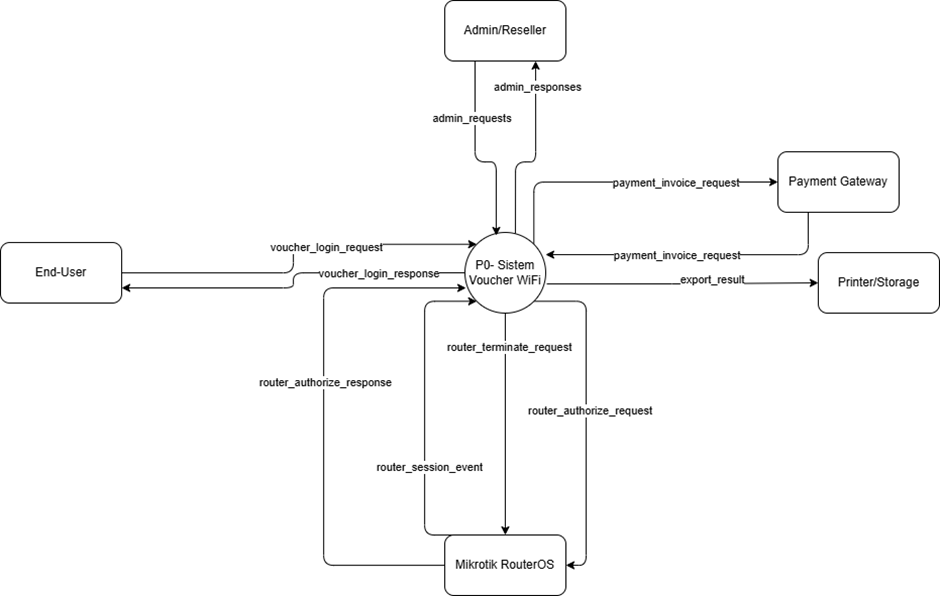 Admin/Reseller
admin_responses
admin_requests
payment_invoice_request
Payment Gateway
voucher_login_request
payment_invoice_request
End-User
P0- Sistem
Voucher WiFi
voucher_login_response
export_result
Printer/Storage
router_terminate_request
router_authorize_response
router_authorize_request
router_session_event
Mikrotik RouterOS